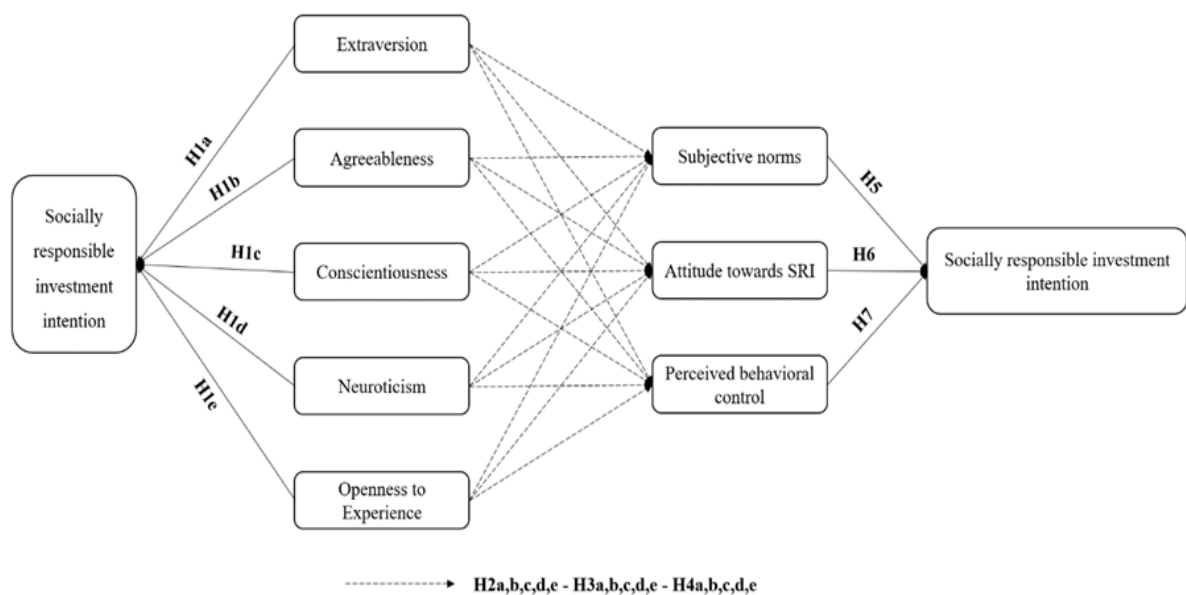 Socially
responsible
investment
intention
H1a
H1b
H1c
H1d
H1e
Extraversion
Agreeableness
Conscientiousness
Neuroticism
Openness to
Experience
Subjective norms
Attitude towards SRI
Perceived behavioral
control
H5
H6
H7
Socially responsible investment
intention
H2a,b,c,d,e - H3a,b,c,d,e - H4a,b,c,d,e